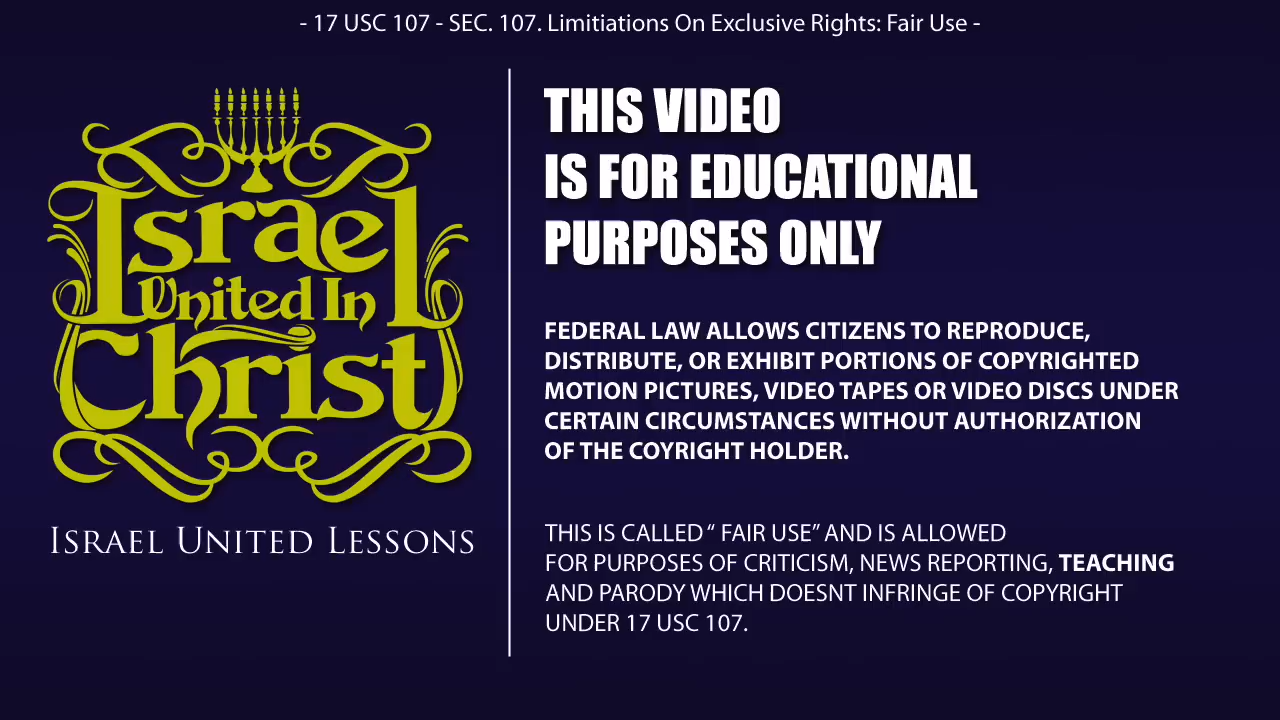 - 17 USC 107 - SEC. 107. Limitiations On Exclusive Rights: Fair Use -
Israel
United In
Christ
ISRAEL UNITED LESSONS
THIS VIDEO
IS FOR EDUCATIONAL
PURPOSES ONLY
FEDERAL LAW ALLOWS CITIZENS TO REPRODUCE,
DISTRIBUTE, OR EXHIBIT PORTIONS OF COPYRIGHTED
MOTION PICTURES, VIDEO TAPES OR VIDEO DISCS UNDER
CERTAIN CIRCUMSTANCES WITHOUT AUTHORIZATION
OF THE COYRIGHT HOLDER.
THIS IS CALLED “ FAIR USE” AND IS ALLOWED
FOR PURPOSES OF CRITICISM, NEWS REPORTING, TEACHING
AND PARODY WHICH DOESNT INFRINGE OF COPYRIGHT
UNDER 17 USC 107.